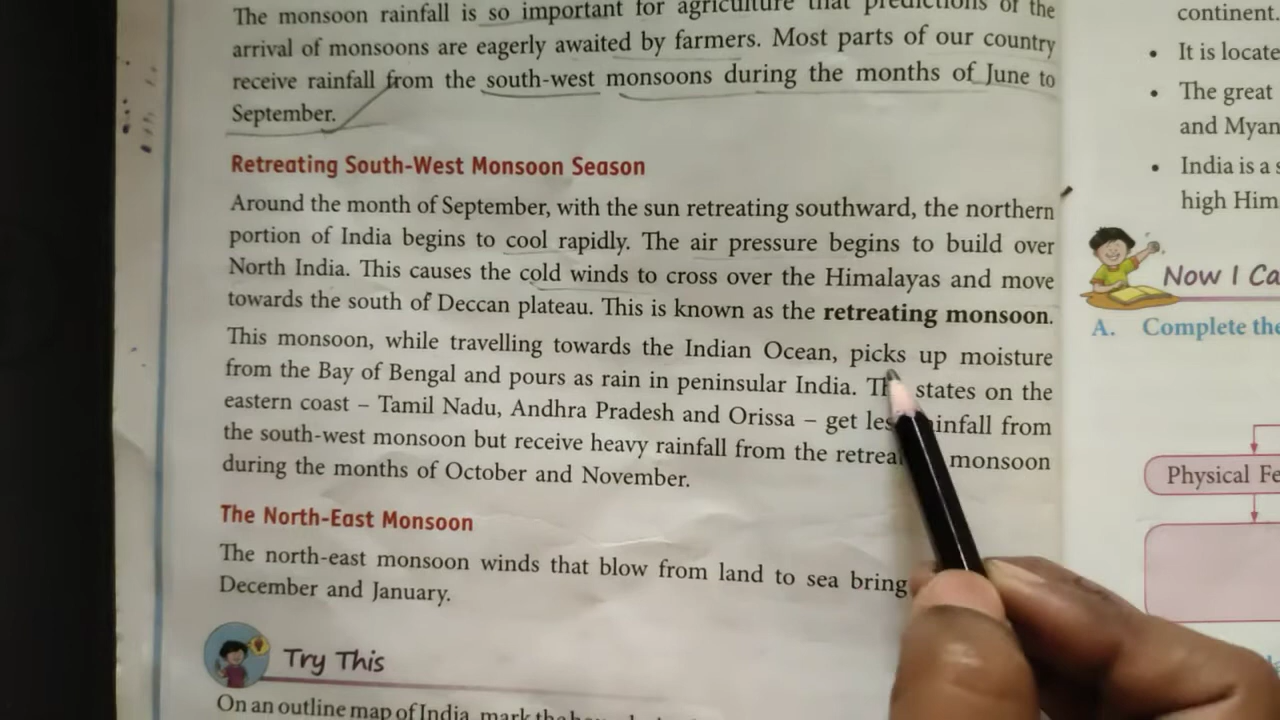 The monsoon rainfall is so important for agriculture that predictions of the
arrival of monsoons are eagerly awaited by farmers. Most parts of our country
receive rainfall from the south-west monsoons during the months of June to
September.
Retreating South-West Monsoon Season
Around the month of September, with the sun retreating southward, the northern
portion of India begins to cool rapidly. The air pressure begins to build over
North India. This causes the cold winds to cross over the Himalayas and move
towards the south of Deccan plateau. This is known as the retreating monsoon.
This monsoon, while travelling towards the Indian Ocean, picks up moisture
from the Bay of Bengal and pours as rain in peninsular India. The states on the
eastern coast – Tamil Nadu, Andhra Pradesh and Orissa – get less rainfall from
the south-west monsoon but receive heavy rainfall from the monsoon
during the months of October and November.
The North-East Monsoon
The north-east monsoon winds that blow from land to sea bring
December and January.
Try This
On an outline map of India, mark the
continent.
• It is locate
• The great
and Myan
• India is a s
high Him
Now I Ca
A. Complete the
Physical Fe